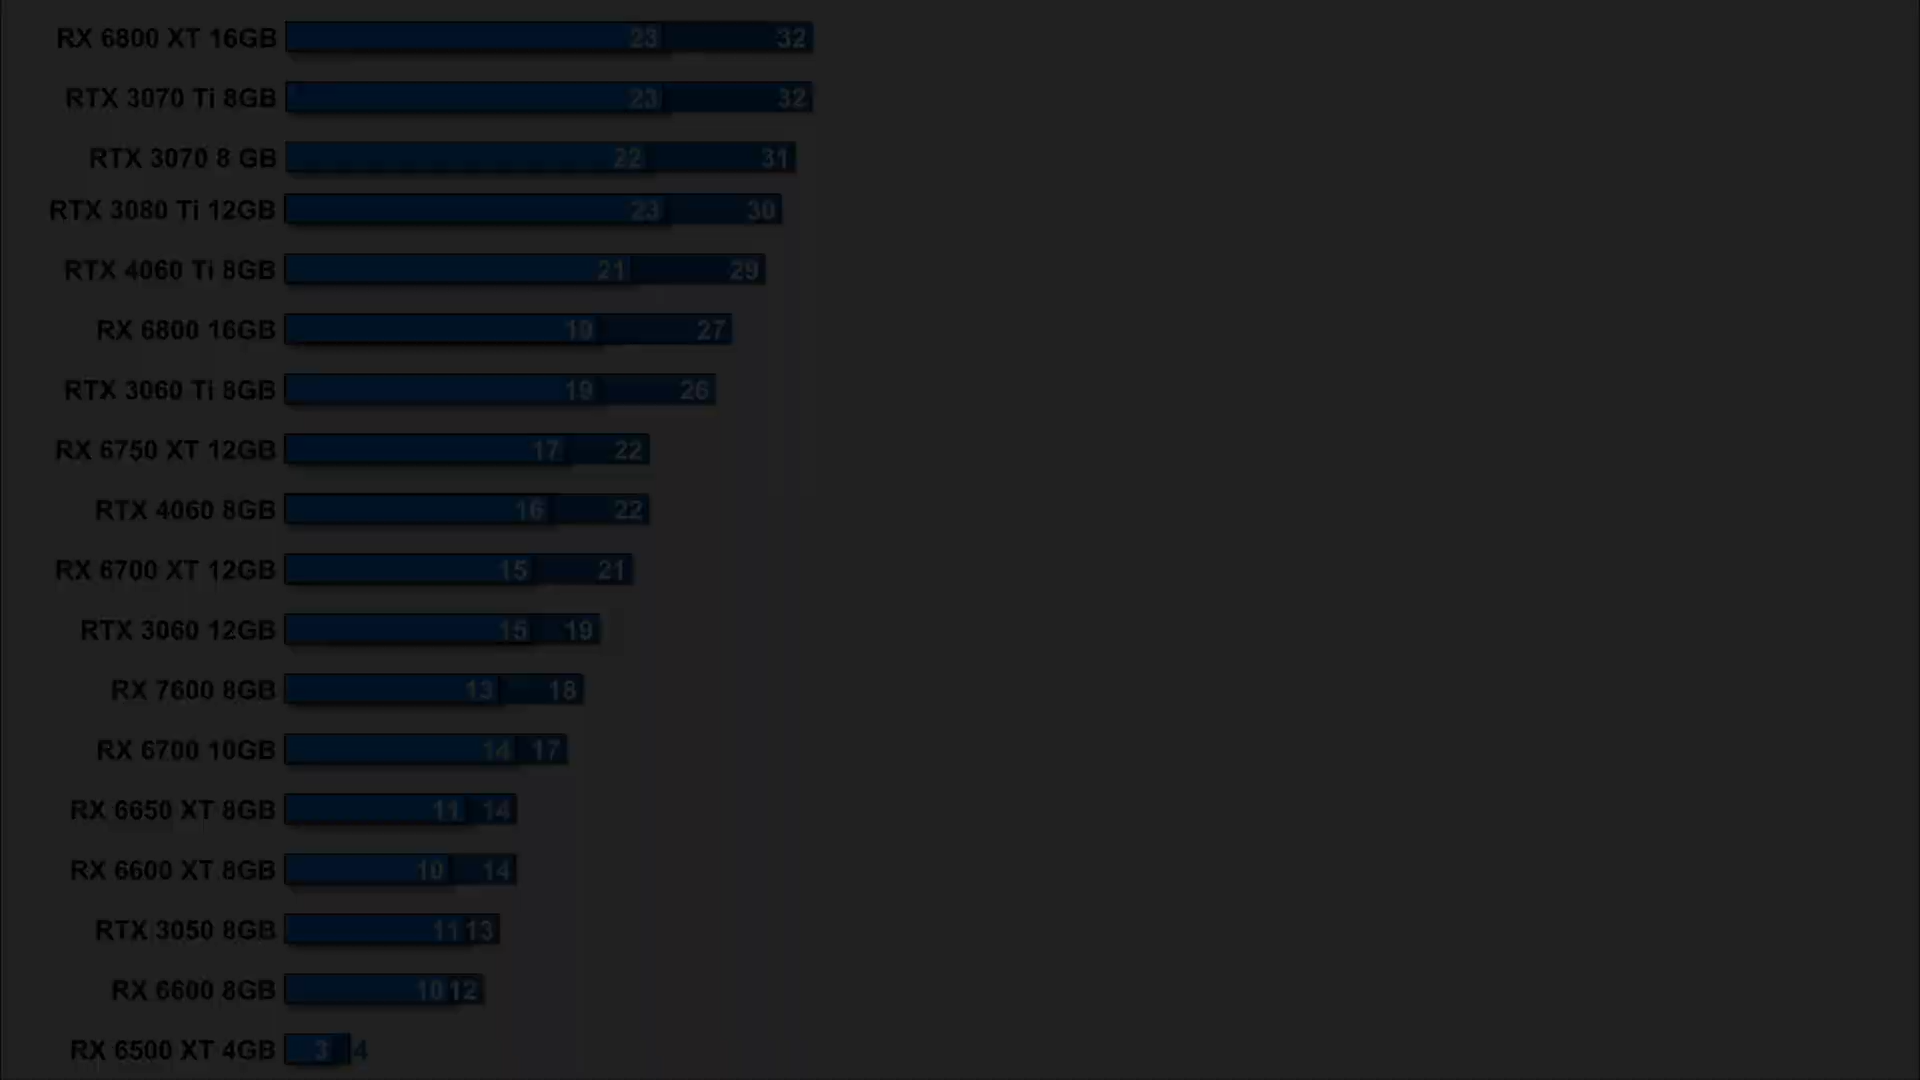 RX 6800 XT 16GB 23 32
RTX 3070 Ti 8GB 23 32
RTX 3070 8 GB 22 31
RTX 3080 Ti 12GB 23 30
RTX 4060 Ti 8GB 21 29
RX 6800 16GB 19 27
RTX 3060 Ti 8GB 19 26
RX 6750 XT 12GB 17 22
RTX 4060 8GB 16 22
RX 6700 XT 12GB 15 21
RTX 3060 12GB 15 19
RX 7600 8GB 13 18
RX 6700 10GB 14 17
RX 6650 XT 8GB 11 14
RX 6600 XT 8GB 10 14
RTX 3050 8GB 11 13
RX 6600 8GB 10 12
RX 6500 XT 4GB 3 4